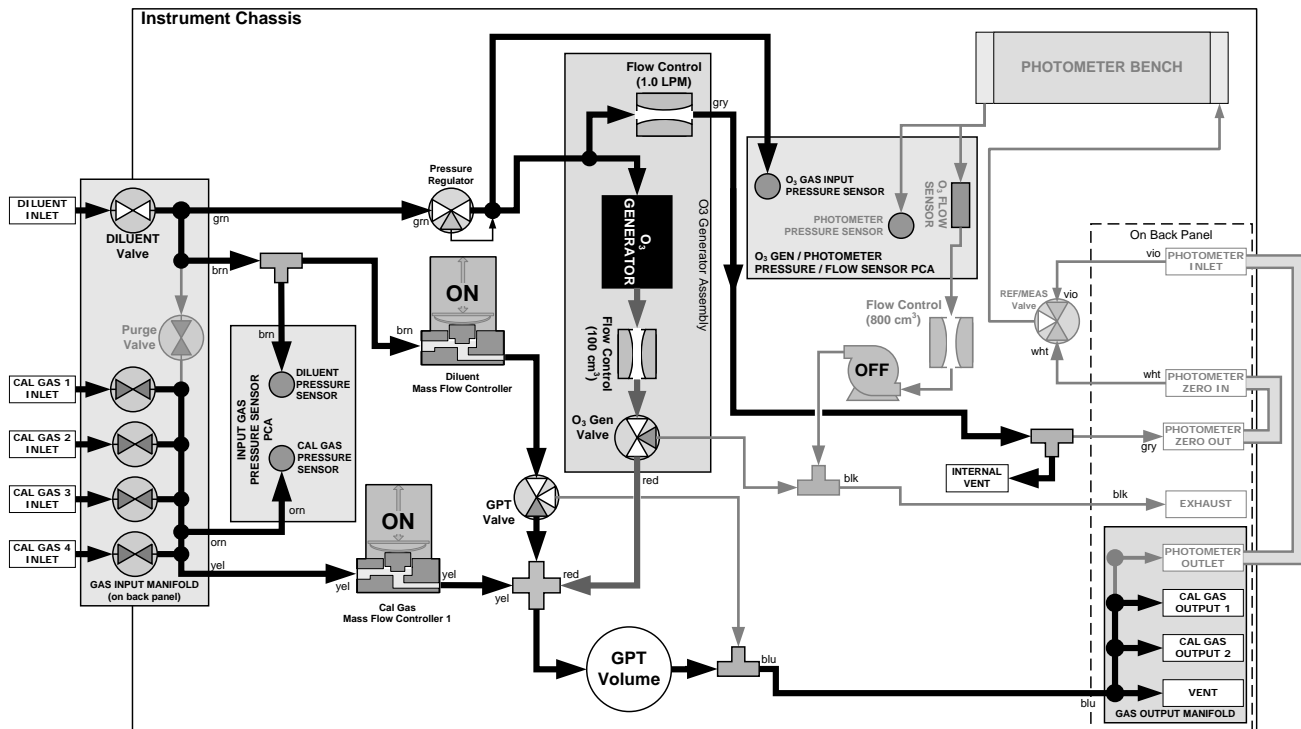 Instrument Chassis
PHOTOMETER BENCH
Flow Control
(1.0 LPM)
gry
O3 GAS INPUT
PRESSURE SENSOR
PHOTOMETER
PRESSURE SENSOR
O3 FLOW
SENSOR
O3 GEN / PHOTOMETER
PRESSURE / FLOW SENSOR PCA
Pressure
Regulator
grn
O3
GENERATOR
O3 Generator Assembly
DILUENT
INLET
grn
DILUENT
Valve
brn
ON
brn
Diluent
Mass Flow Controller
Flow Control
(100 cm3)
O3 Gen
Valve
red
Purge
Valve
brn
DILUENT
PRESSURE
SENSOR
CAL GAS
PRESSURE
SENSOR
INPUT GAS
PRESSURE SENSOR
PCA
orn
orn
CAL GAS 1
INLET
CAL GAS 2
INLET
CAL GAS 3
INLET
CAL GAS 4
INLET
yel
GAS INPUT MANIFOLD
(on back panel)
ON
yel
yel
Cal Gas
Mass Flow Controller 1
GPT
Valve
yel
red
GPT
Volume
blu
Flow Control
(800 cm3)
OFF
blk
blk
INTERNAL
VENT
On Back Panel
vio
PHOTOMETER
INLET
REF/MEAS
Valve
vio
wht
wht
PHOTOMETER
ZERO IN
PHOTOMETER
ZERO OUT
gry
EXHAUST
PHOTOMETER
OUTLET
CAL GAS
OUTPUT 1
CAL GAS
OUTPUT 2
VENT
blu
GAS OUTPUT MANIFOLD